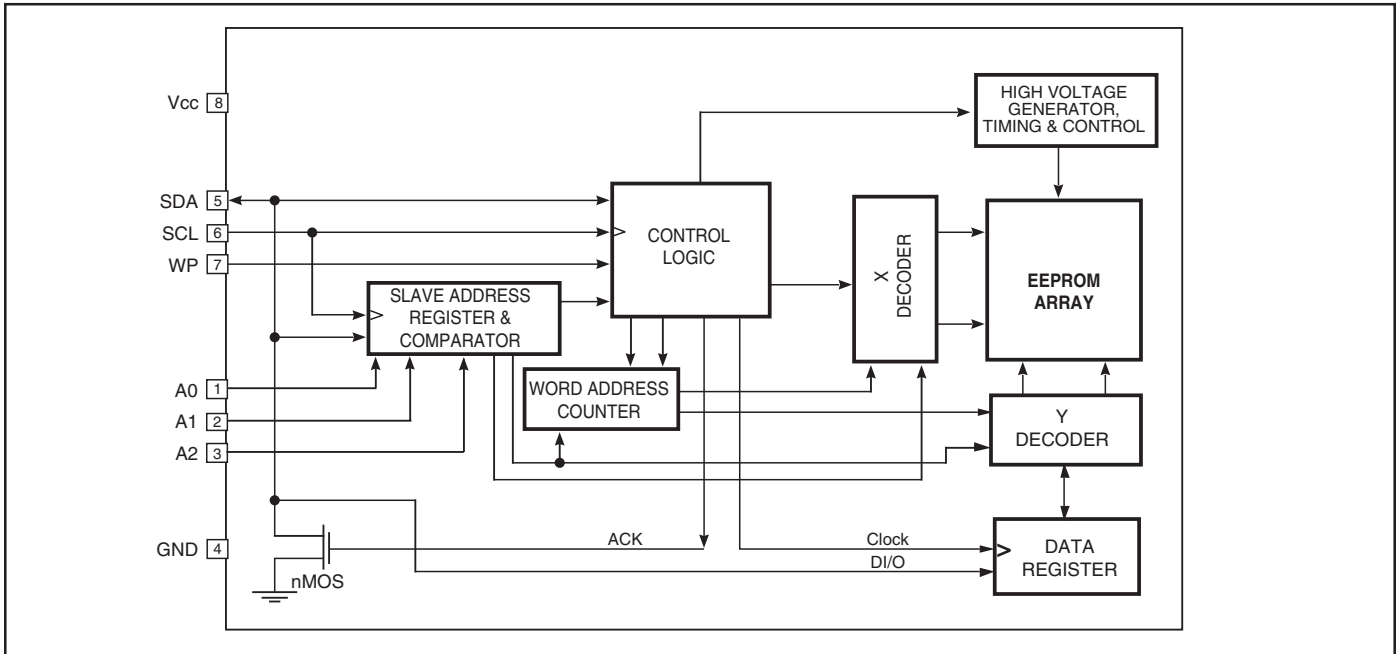 Vcc 8
HIGH VOLTAGE
GENERATOR,
TIMING & CONTROL
SDA 5
SCL 6
WP 7
CONTROL
LOGIC
X
DECODER
EEPROM
ARRAY
SLAVE ADDRESS
REGISTER &
COMPARATOR
A0 1
A1 2
A2 3
WORD ADDRESS
COUNTER
Y
DECODER
GND 4
nMOS
ACK
Clock
DI/O
DATA
REGISTER